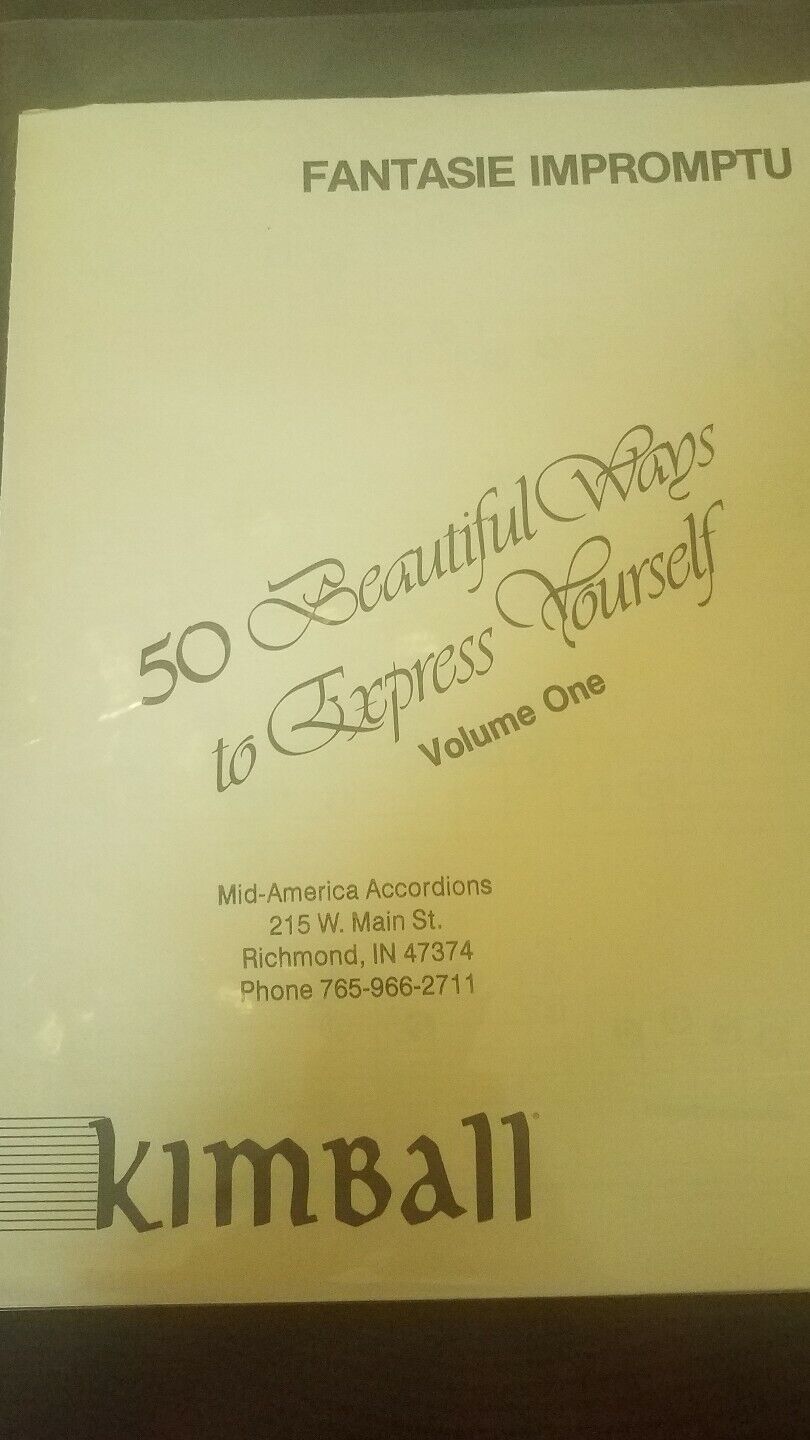 FANTASIE IMPROMPTU
50 Beautiful Ways
to Express Yourself
Volume One
Mid-America Accordions
215 W. Main St.
Richmond, IN 47374
Phone 765-966-2711
KIMBALL